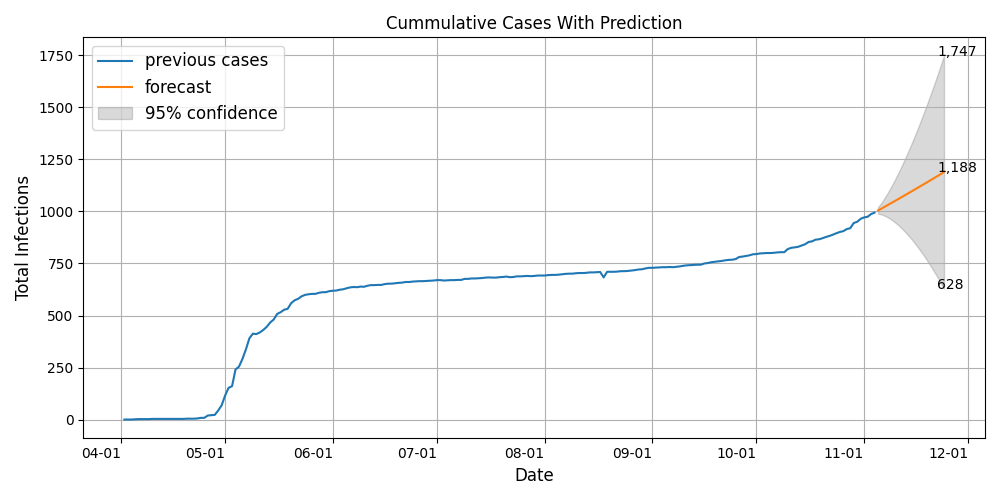 Cummulative Cases With Prediction
previous cases
forecast
95% confidence
1,747
1,188
628
1750
1500
1250
1000
750
500
250
0
Total Infections
04-01 05-01 06-01 07-01 08-01 09-01 10-01 11-01 12-01
Date